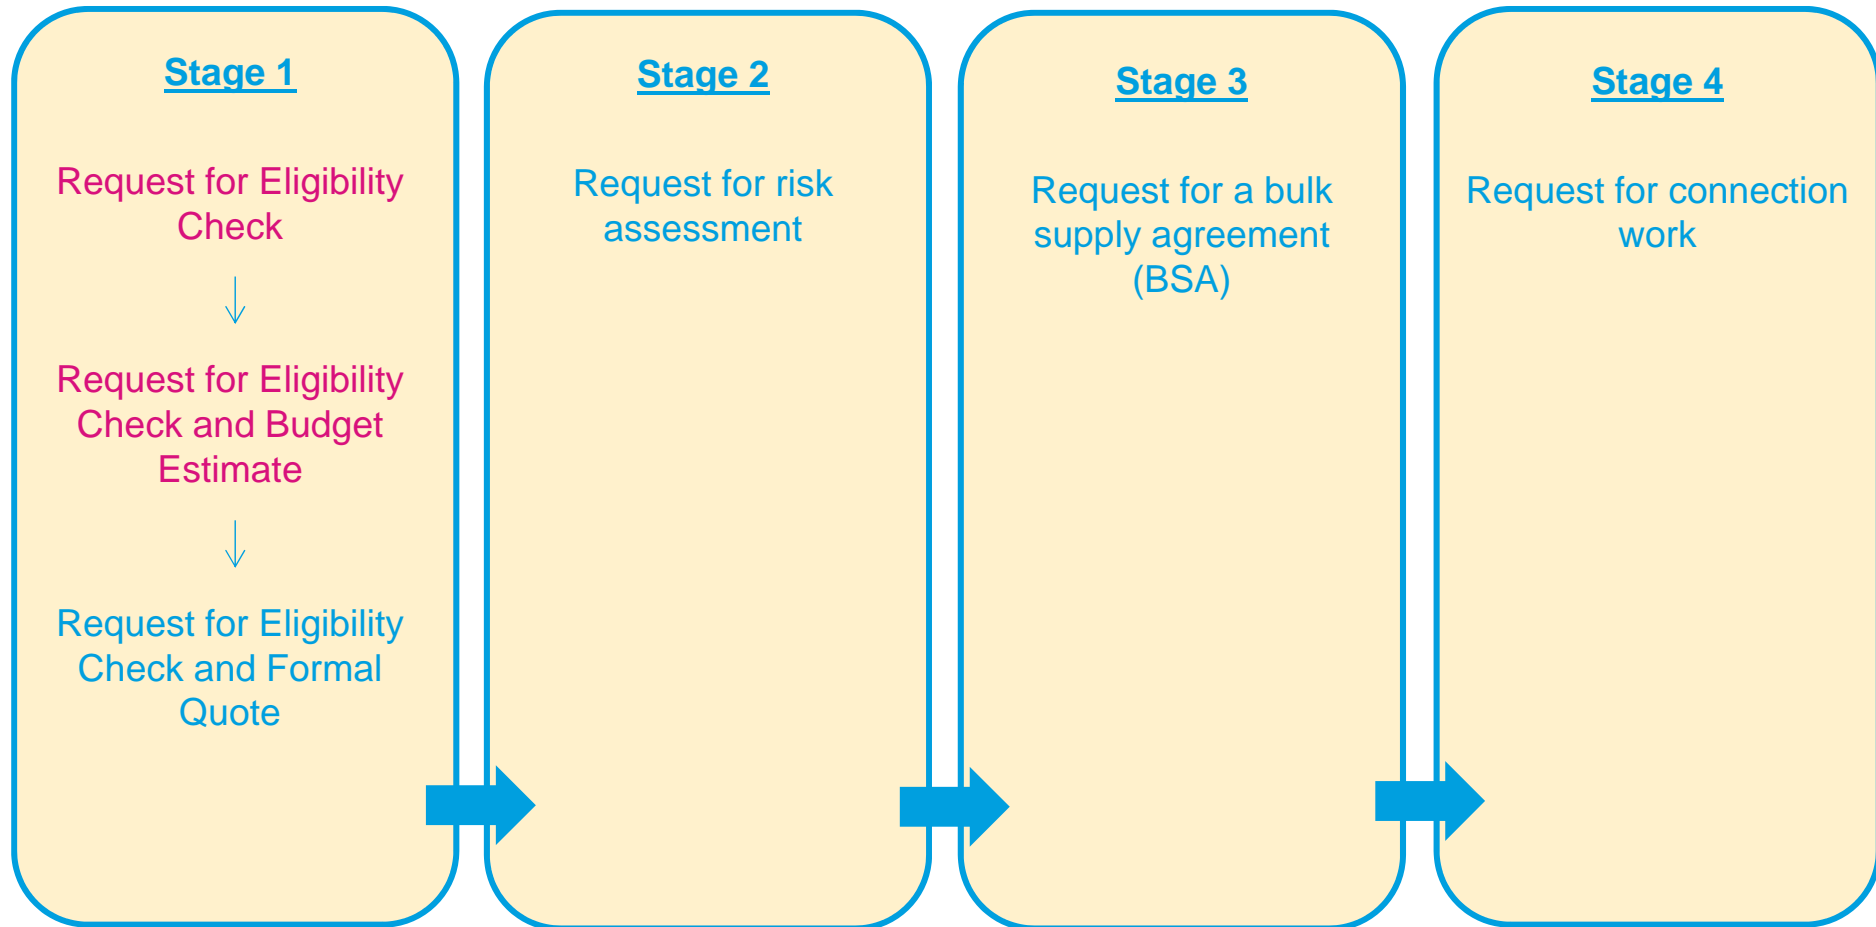 Stage 1
Request for Eligibility
Check
Request for Eligibility
Check and Budget
Estimate
Request for Eligibility
Check and Formal
Quote
Stage 2
Request for risk
assessment
Stage 3
Request for a bulk
supply agreement
(BSA)
Stage 4
Request for connection
work